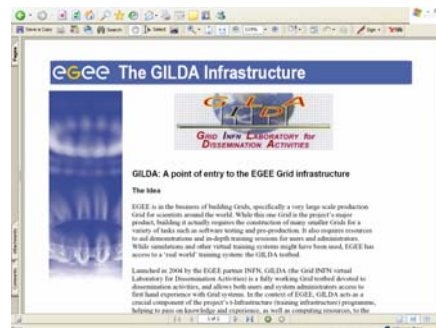 Save a Copy
Search
Select
Sign
egee The GILDA Infrastructure
GILDA
GRID INFN LABORATORY for
DISSEMINATION ACTIVITIES
GILDA: A point of entry to the EGEE Grid infrastructure
The Idea
EGEE is in the business of building Grids, specifically a very large scale production
Grid for scientists around the world. While this one Grid is the project's major
product, building it actually requires the construction of many smaller Grids for a
variety of tasks such as software testing and pre-production. It also requires resources
to aid demonstrations and in-depth training sessions for users and administrators.
While simulations and other virtual training systems might have been used, EGEE has
access to a 'real world' training system: the GILDA testbed.
Launched in 2004 by the EGEE partner INFN, GILDA (the Grid INFN virtual
Laboratory for Dissemination Activities) is a fully working Grid testbed devoted to
dissemination activities, and allows both users and system administrators access to
first hand experience with Grid systems. In the context of EGEE, GILDA acts as a
crucial component of the project's t-Infrastructure (training infrastructure) programme,
helping to pass on knowledge and experience, as well as computing resources, to the
Pages
Attachments
Comments